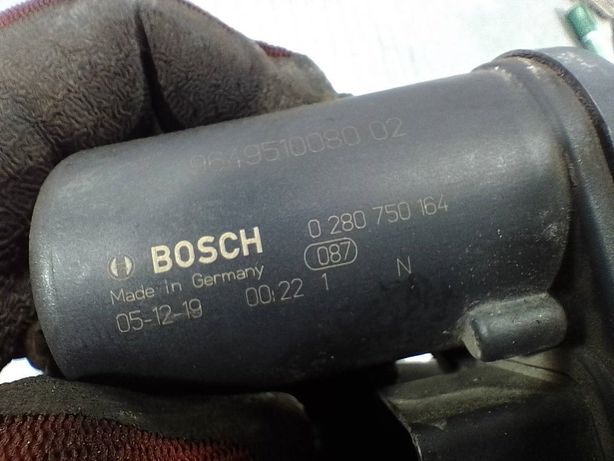 9649510080 02
BOSCH 0 280 750 164
Made in Germany 087
05-12-19 00:22 1 N